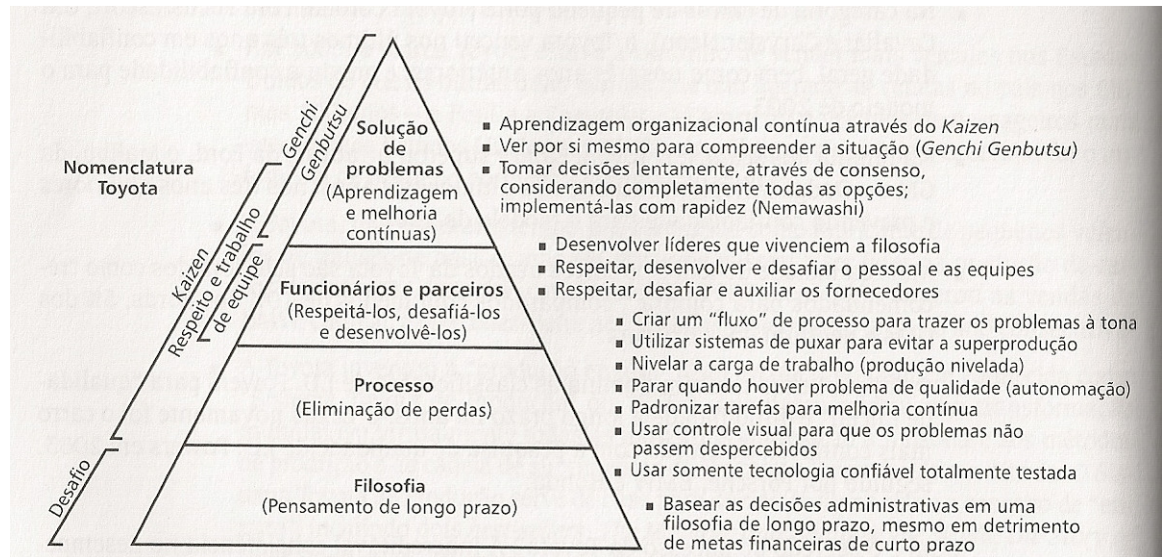 Nomenclatura
Toyota
Genchi
Genbutsu
Kaizen
Respeito e trabalho
de equipe
Desafio
Solução
de
problemas
(Aprendizagem
e melhoria
contínuas)
▪ Aprendizagem organizacional contínua através do Kaizen
▪ Ver por si mesmo para compreender a situação (Genchi Genbutsu)
▪ Tomar decisões lentamente, através de consenso,
considerando completamente todas as opções;
implementá-las com rapidez (Nemawashi)
Funcionários e parceiros
(Respeitá-los, desafiá-los
e desenvolvê-los)
▪ Desenvolver líderes que vivenciem a filosofia
▪ Respeitar, desenvolver e desafiar o pessoal e as equipes
▪ Respeitar, desafiar e auxiliar os fornecedores
Processo
(Eliminação de perdas)
▪ Criar um “fluxo” de processo para trazer os problemas à tona
▪ Utilizar sistemas de puxar para evitar a superprodução
▪ Nivelar a carga de trabalho (produção nivelada)
▪ Parar quando houver problema de qualidade (autonomação)
▪ Padronizar tarefas para melhoria contínua
▪ Usar controle visual para que os problemas não
passem despercebidos
▪ Usar somente tecnologia confiável totalmente testada
Filosofia
(Pensamento de longo prazo)
▪ Basear as decisões administrativas em uma
filosofia de longo prazo, mesmo em detrimento
de metas financeiras de curto prazo